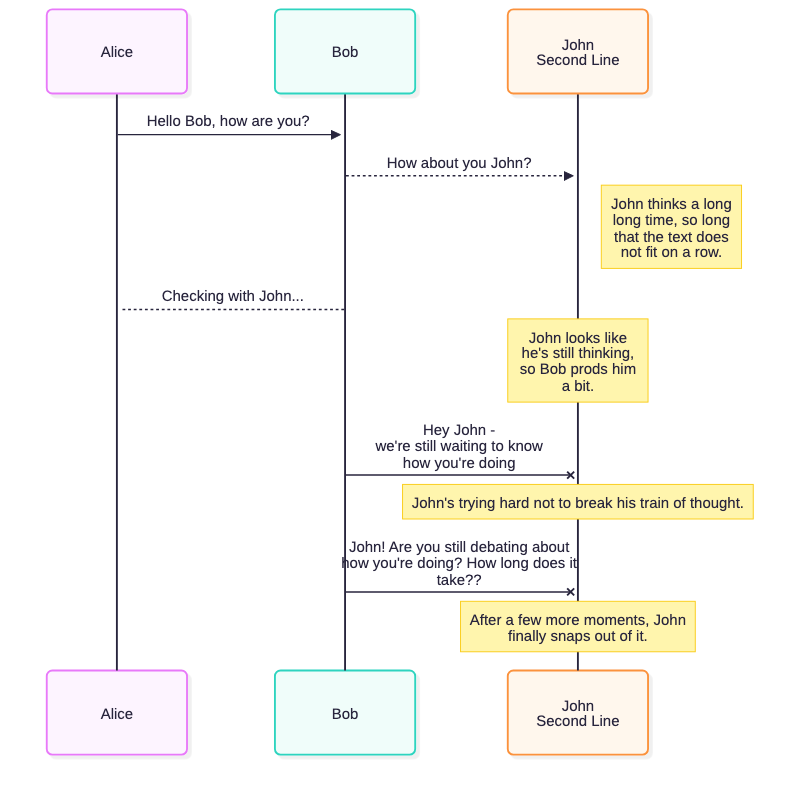 Alice
Bob
John
Second Line
Hello Bob, how are you?
How about you John?
John thinks a long
long time, so long
that the text does
not fit on a row.
Checking with John...
John looks like
he's still thinking,
so Bob prods him
a bit.
Hey John -
we're still waiting to know
how you're doing
John's trying hard not to break his train of thought.
John! Are you still debating about
how you're doing? How long does it
take??
After a few more moments, John
finally snaps out of it.
Alice
Bob
John
Second Line